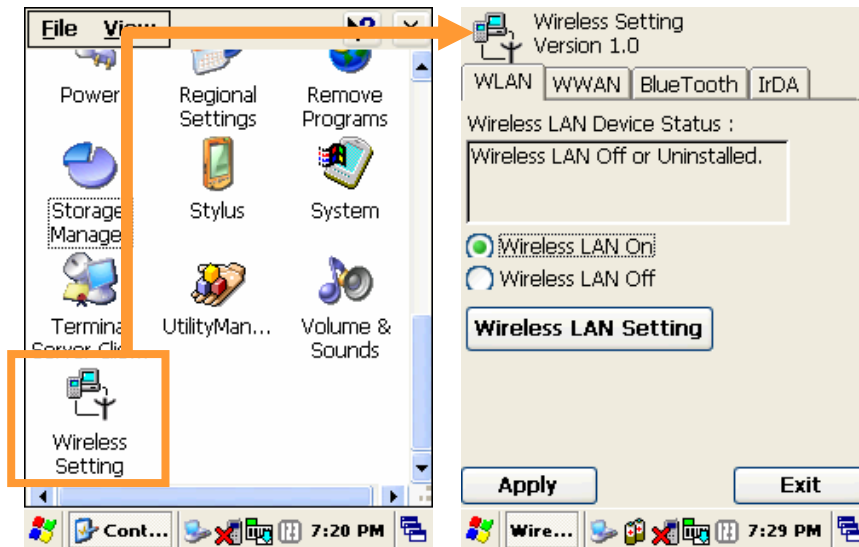 File View
Power
Regional
Settings
Remove
Programs
Storage
Manage
Stylus
System
Termina
Server Clie
UtilityMan...
Volume &
Sounds
Wireless
Setting
Cont...
7:20 PM
Wireless Setting
Version 1.0
WLAN WWAN BlueTooth IrDA
Wireless LAN Device Status :
Wireless LAN Off or Uninstalled.
Wireless LAN On
Wireless LAN Off
Wireless LAN Setting
Apply Exit
Wire...
7:29 PM